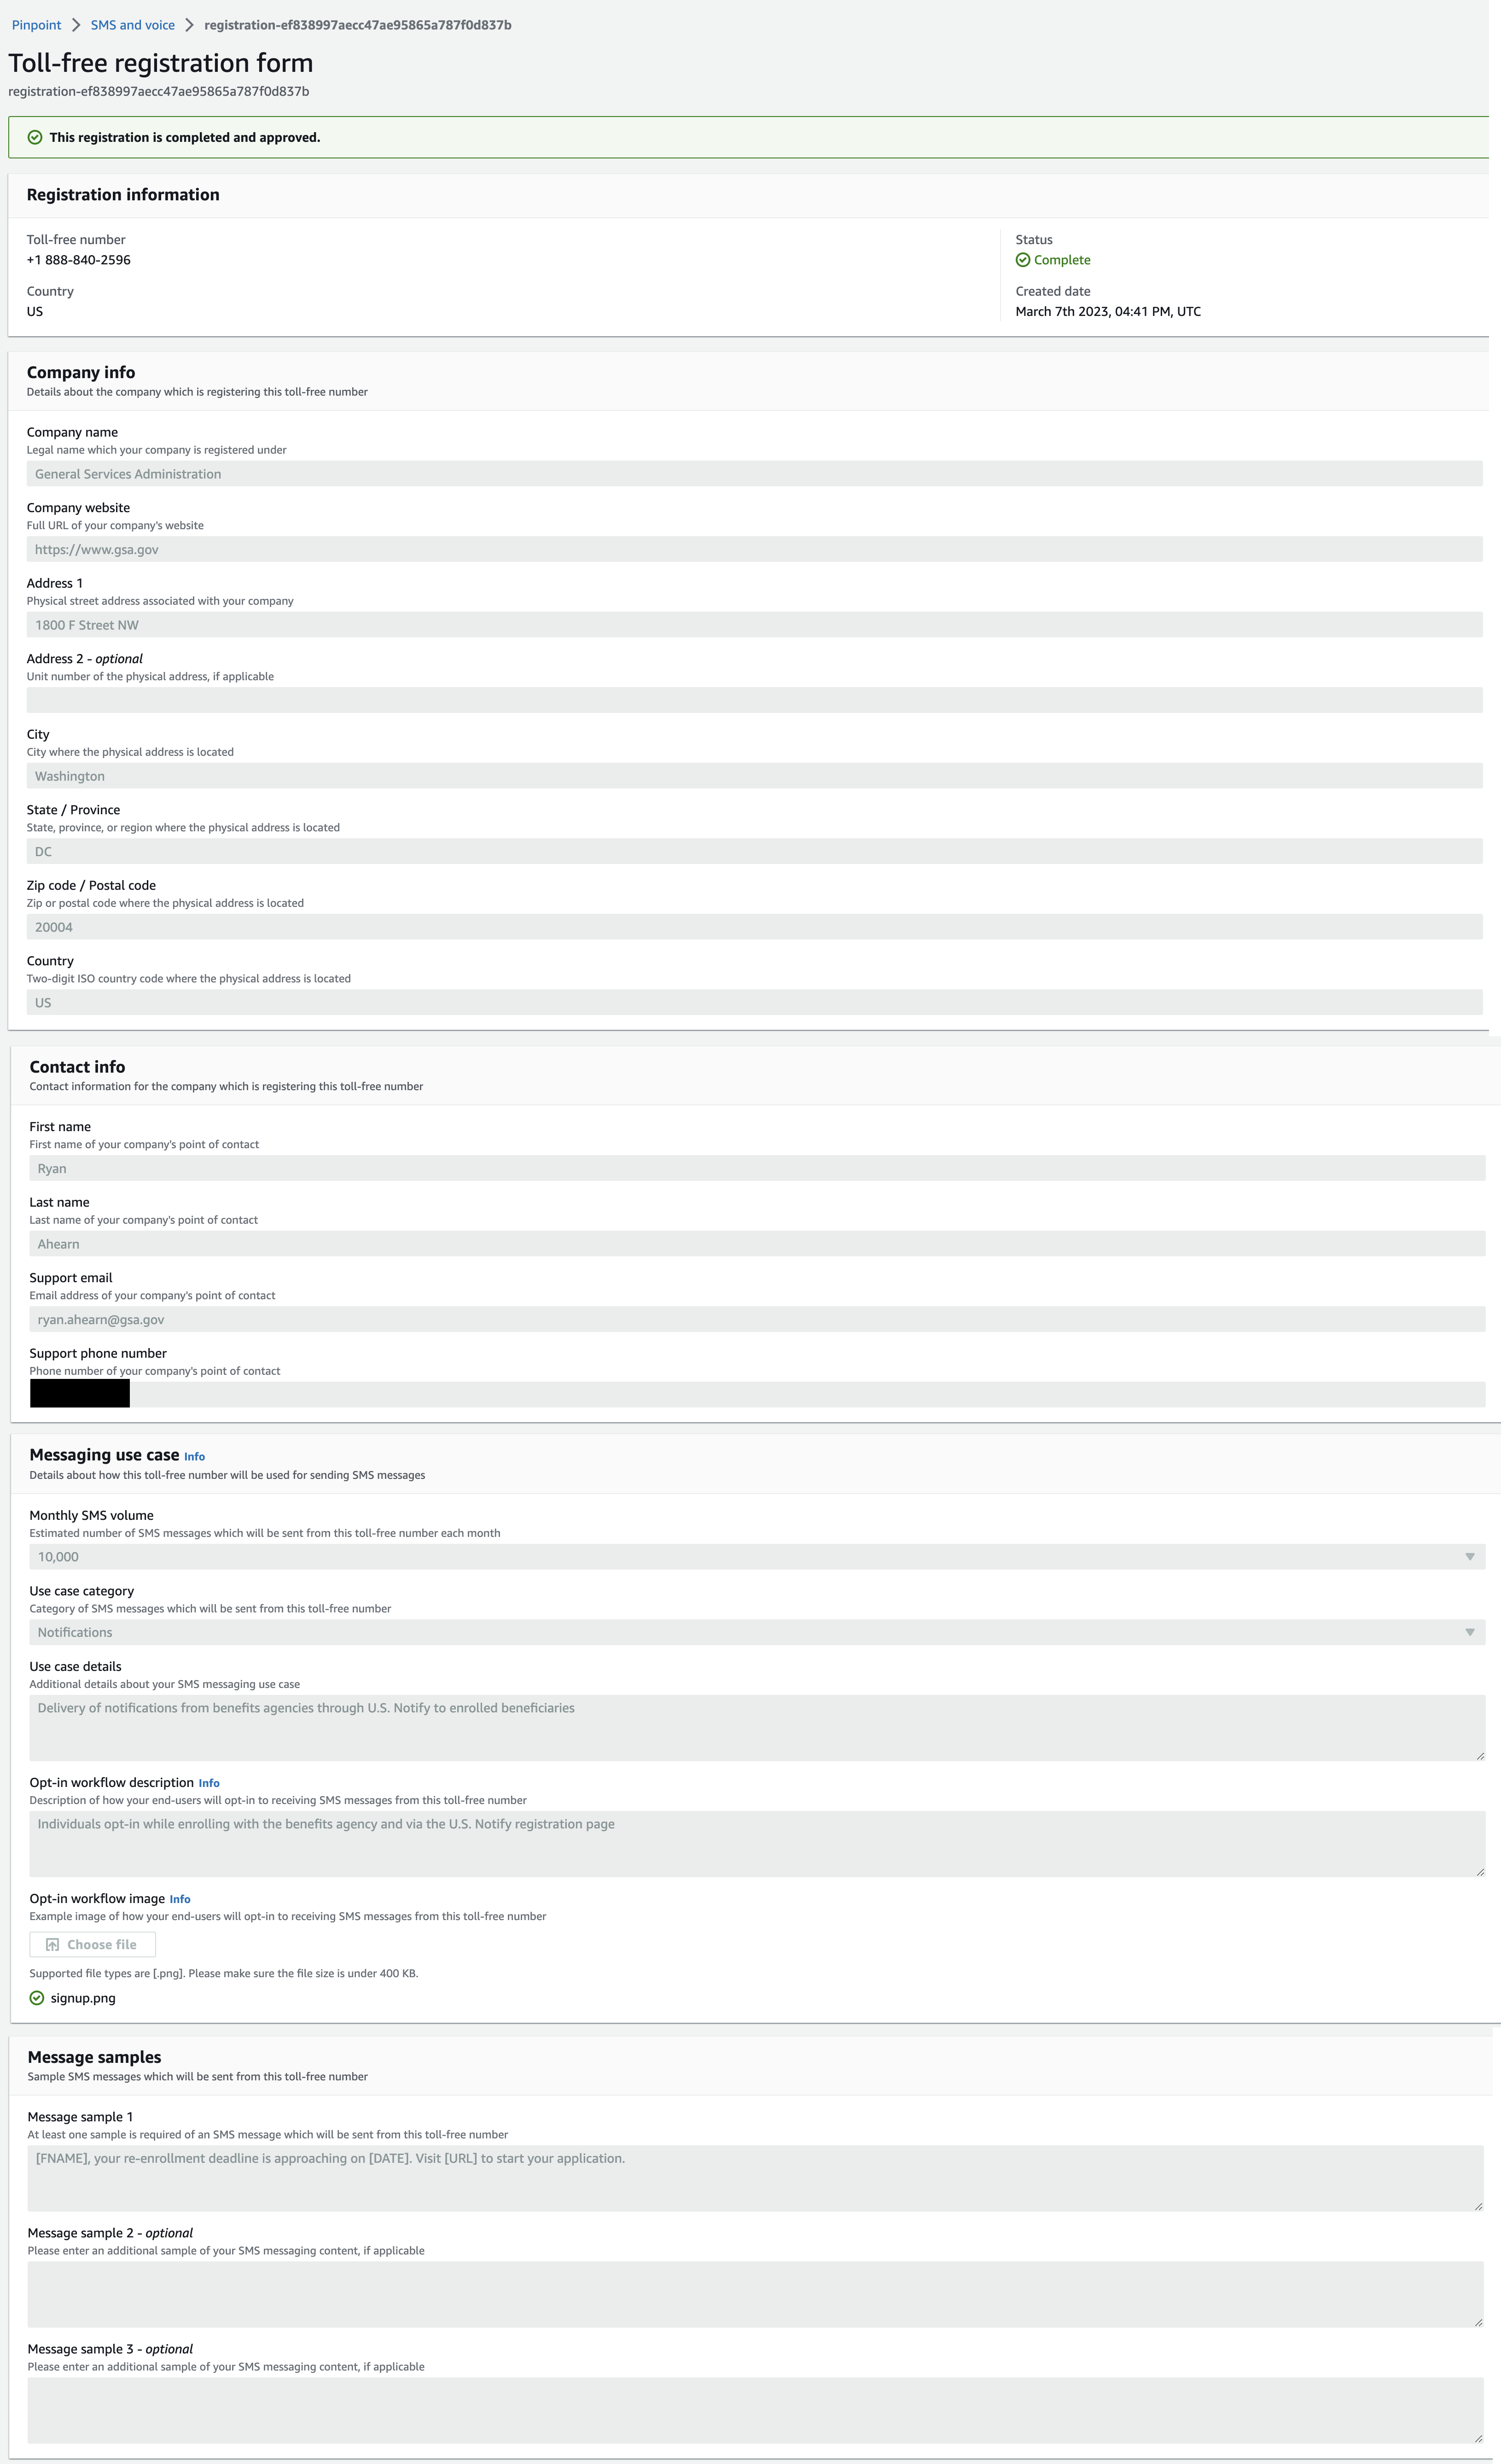 Pinpoint > SMS and voice > registration-ef838997aecc47ae95865a787f0d837b
Toll-free registration form
registration-ef838997aecc47ae95865a787f0d837b
This registration is completed and approved.
Registration information
Toll-free number
+1 888-840-2596
Country
US
Status
Complete
Created date
March 7th 2023, 04:41 PM, UTC
Company info
Details about the company which is registering this toll-free number
Company name
Legal name which your company is registered under
General Services Administration
Company website
Full URL of your company's website
https://www.gsa.gov
Address 1
Physical street address associated with your company
1800 F Street NW
Address 2 - optional
Unit number of the physical address, if applicable
City
City where the physical address is located
Washington
State / Province
State, province, or region where the physical address is located
DC
Zip code / Postal code
Zip or postal code where the physical address is located
20004
Country
Two-digit ISO country code where the physical address is located
US
Contact info
Contact information for the company which is registering this toll-free number
First name
First name of your company's point of contact
Ryan
Last name
Last name of your company's point of contact
Ahearn
Support email
Email address of your company's point of contact
ryan.ahearn@gsa.gov
Support phone number
Phone number of your company's point of contact
Messaging use case Info
Details about how this toll-free number will be used for sending SMS messages
Monthly SMS volume
Estimated number of SMS messages which will be sent from this toll-free number each month
10,000
Use case category
Category of SMS messages which will be sent from this toll-free number
Notifications
Use case details
Additional details about your SMS messaging use case
Delivery of notifications from benefits agencies through U.S. Notify to enrolled beneficiaries
Opt-in workflow description Info
Description of how your end-users will opt-in to receiving SMS messages from this toll-free number
Individuals opt-in while enrolling with the benefits agency and via the U.S. Notify registration page
Opt-in workflow image Info
Example image of how your end-users will opt-in to receiving SMS messages from this toll-free number
Choose file
Supported file types are [.png]. Please make sure the file size is under 400 KB.
signup.png
Message samples
Sample SMS messages which will be sent from this toll-free number
Message sample 1
At least one sample is required of an SMS message which will be sent from this toll-free number
[FNAME], your re-enrollment deadline is approaching on [DATE]. Visit [URL] to start your application.
Message sample 2 - optional
Please enter an additional sample of your SMS messaging content, if applicable
Message sample 3 - optional
Please enter an additional sample of your SMS messaging content, if applicable